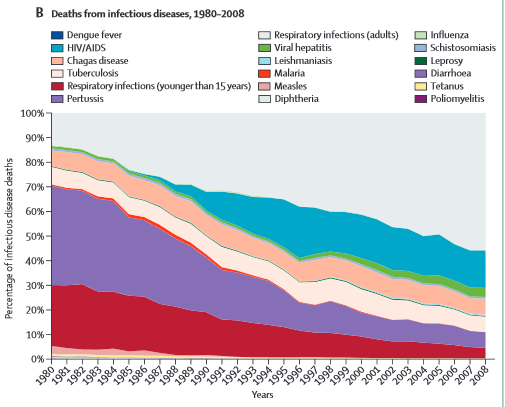 B Deaths from infectious diseases, 1980–2008
Dengue fever
HIV/AIDS
Chagas disease
Tuberculosis
Respiratory infections (younger than 15 years)
Pertussis
Respiratory infections (adults)
Viral hepatitis
Leishmaniasis
Malaria
Measles
Diphtheria
Influenza
Schistosomiasis
Leprosy
Diarrhoea
Tetanus
Poliomyelitis
100%
90%
80%
70%
60%
50%
40%
30%
20%
10%
0%
Percentage of infectious disease deaths
1980 1981 1982 1983 1984 1985 1986 1987 1988 1989 1990 1991 1992 1993 1994 1995 1996 1997 1998 1999 2000 2001 2002 2003 2004 2005 2006 2007 2008
Years